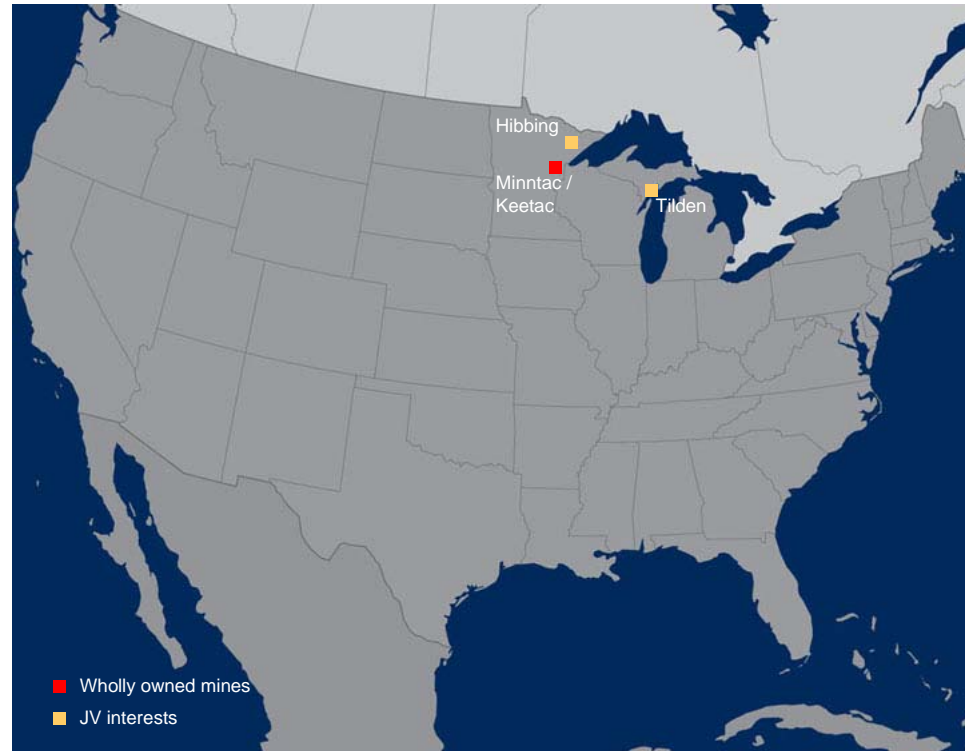 Hibbing
Minntac /
Keetac
Tilden
Wholly owned mines
JV interests